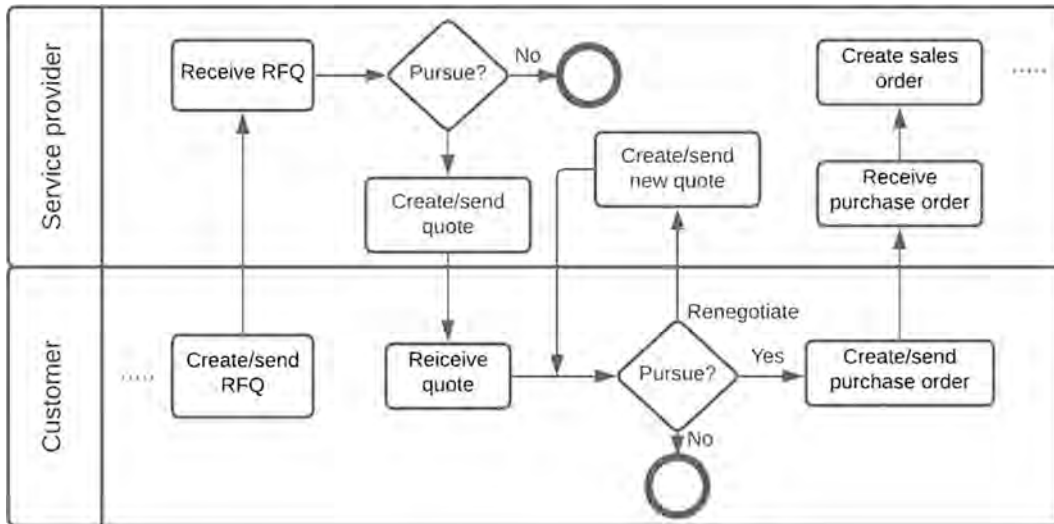 Service provider
Receive RFQ
Pursue?
No
Create/send
quote
Create/send
new quote
Create sales
order
.....
Receive
purchase order
Customer
.....
Create/send
RFQ
Reiceive
quote
Pursue?
Renegotiate
Yes
No
Create/send
purchase order